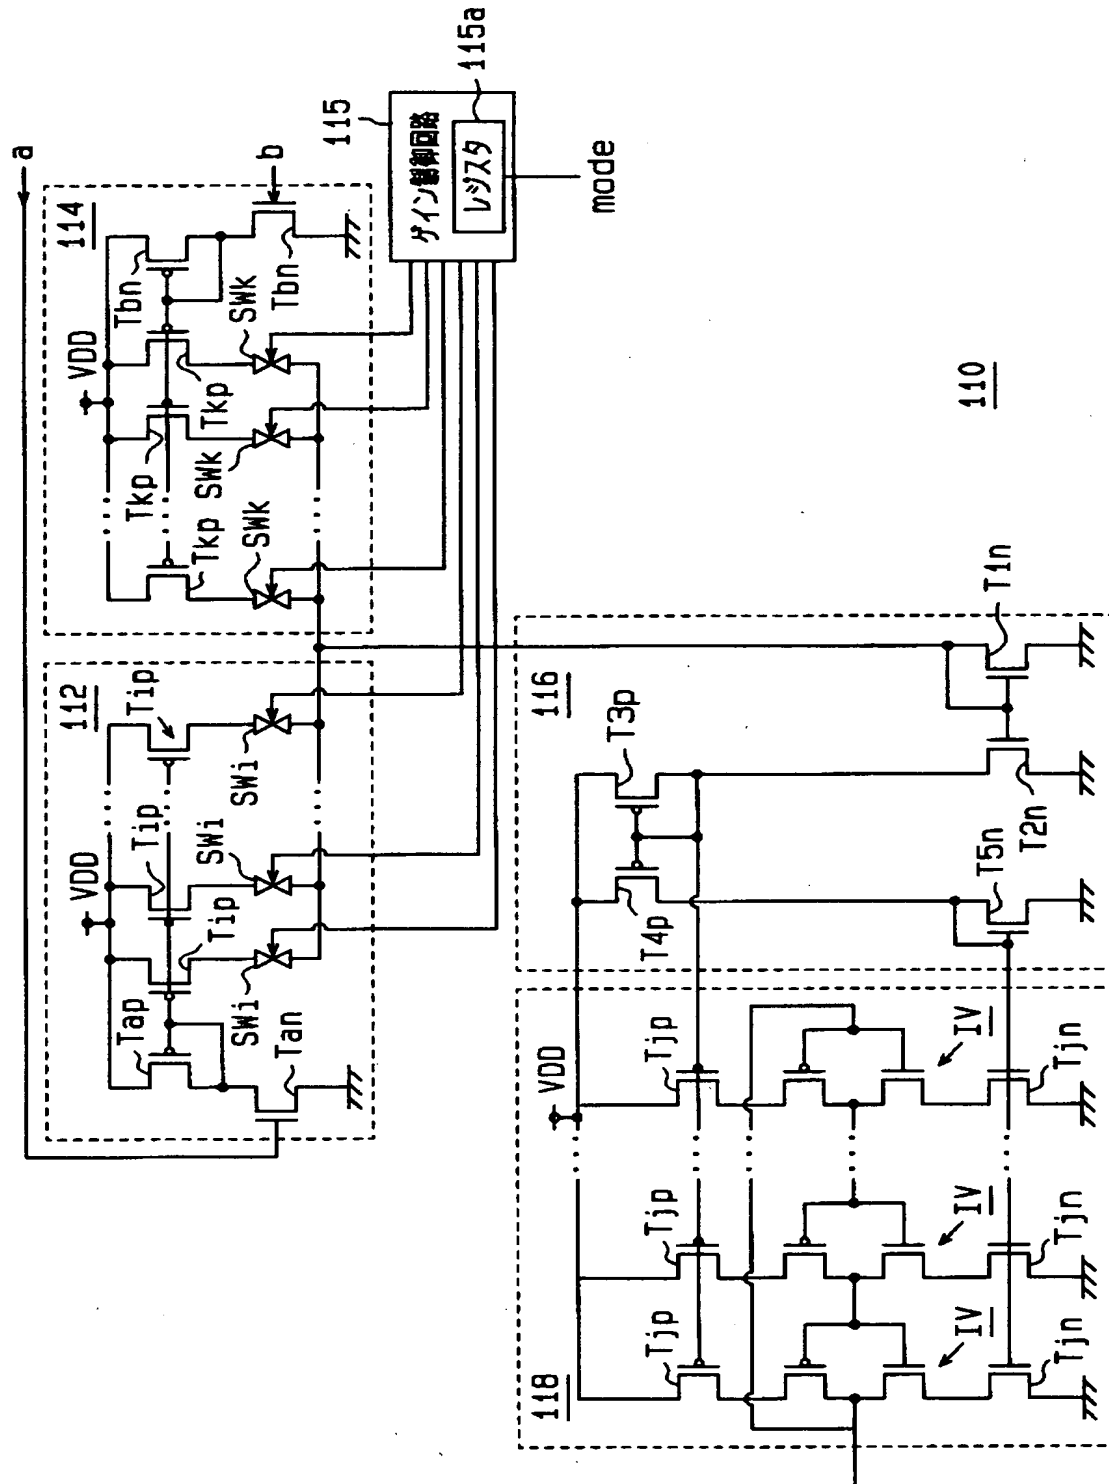 a
112
VDD
Tap
Tip
Tip
Tip
SWi
SWi
SWi
Tan
114
VDD
Tkp
Tkp
Tkp
Tbn
SWk
SWk
SWk
Tbn
b
115
ゲイン制御回路
レジスタ
115a
mode
110
118
VDD
Tjp
Tjp
Tjp
IV
IV
IV
Tjn
Tjn
Tjn
116
T3p
T4p
T5n
T2n
T1n